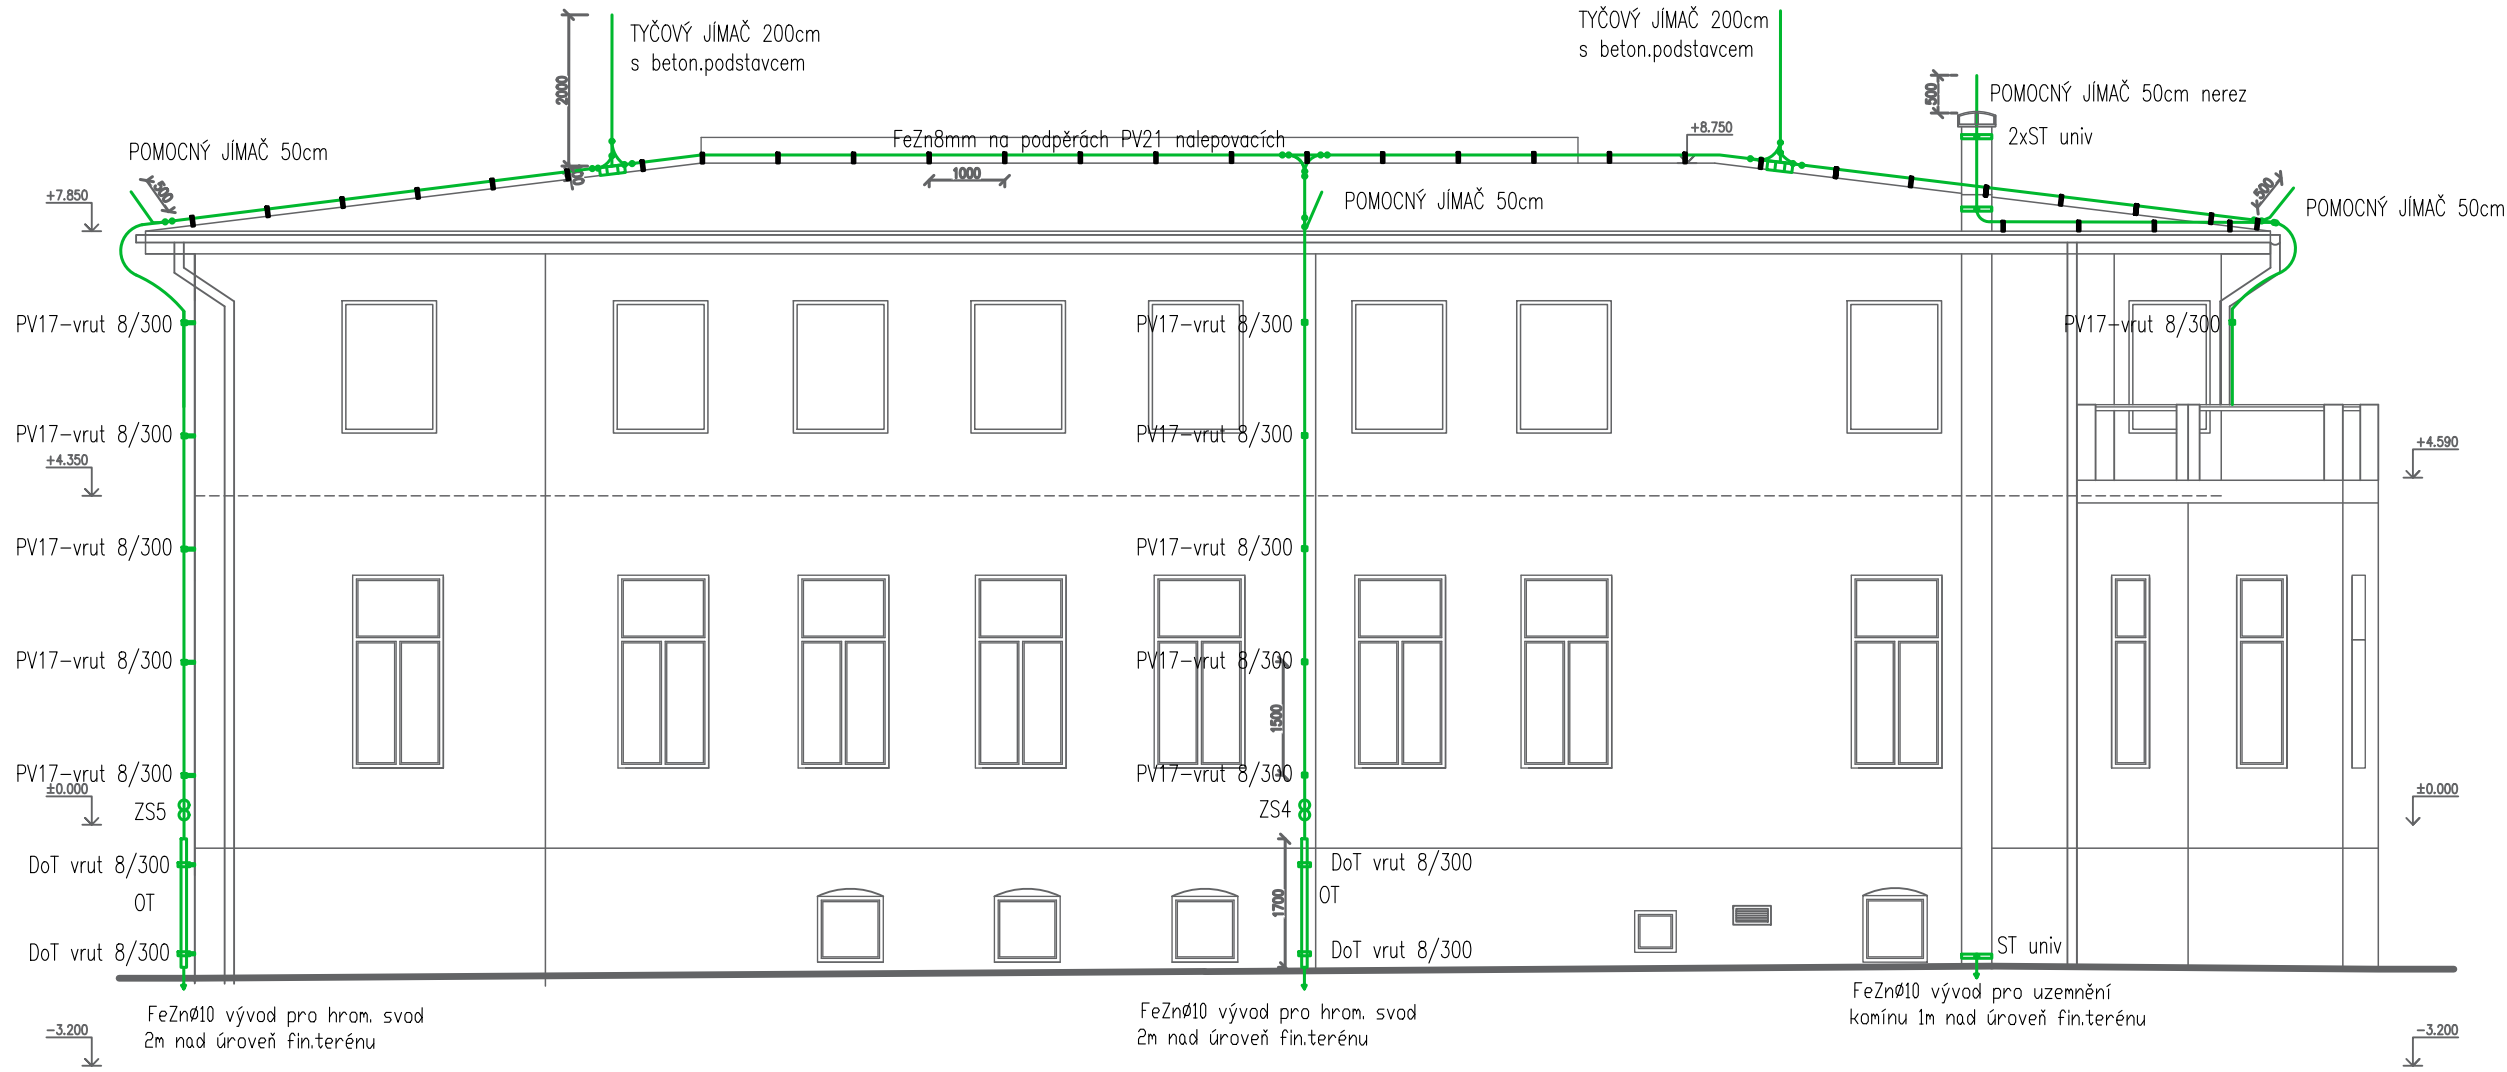 TYČOVÝ JÍMAČ 200cm
s beton.podstavcem
TYČOVÝ JÍMAČ 200cm
s beton.podstavcem
2000
500
POMOCNÝ JÍMAČ 50cm nerez
2xST univ
POMOCNÝ JÍMAČ 50cm
FeZn8mm na podpěrách PV21 nalepovacích
+8.750
1000
500
+7.850
POMOCNÝ JÍMAČ 50cm
500
POMOCNÝ JÍMAČ 50cm
PV17-vrut 8/300
PV17-vrut 8/300
PV17-vrut 8/300
PV17-vrut 8/300
PV17-vrut 8/300
+4.350
+4.590
PV17-vrut 8/300
PV17-vrut 8/300
PV17-vrut 8/300
PV17-vrut 8/300
1500
PV17-vrut 8/300
PV17-vrut 8/300
±0.000
±0.000
ZS5
ZS4
DoT vrut 8/300
DoT vrut 8/300
OT
1700
OT
DoT vrut 8/300
DoT vrut 8/300
ST univ
FeZnØ10 vývod pro hrom. svod
2m nad úroveň fin.terénu
FeZnØ10 vývod pro hrom. svod
2m nad úroveň fin.terénu
FeZnØ10 vývod pro uzemnění
komínu 1m nad úroveň fin.terénu
-3.200
-3.200